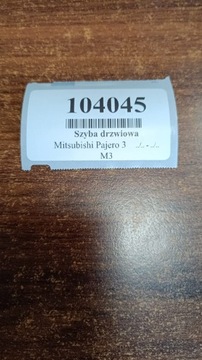 104045
Szyba drzwiowa
Mitsubishi Pajero 3 ./.. - ./..
M3